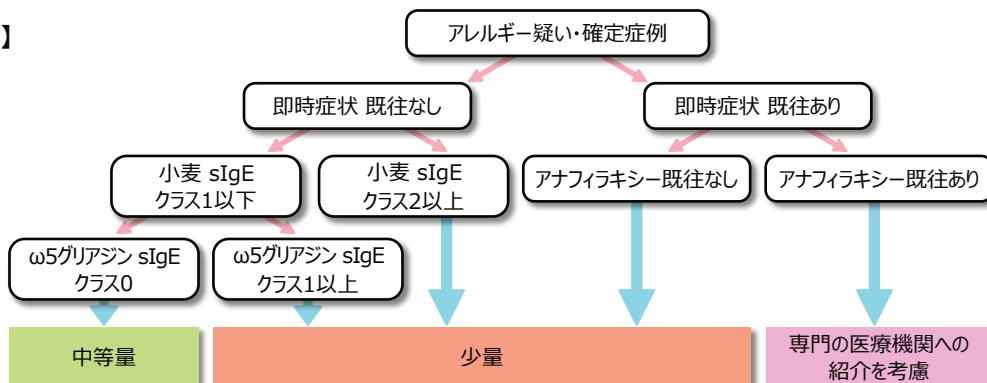 】
アレルギー疑い・確定症例
即時症状 既往なし
即時症状 既往あり
小麦 sIgE
クラス1以下
小麦 sIgE
クラス2以上
アナフィラキシー既往なし
アナフィラキシー既往あり
ω5グリアジン sIgE
クラス0
ω5グリアジン sIgE
クラス1以上
中等量
少量
専門の医療機関への
紹介を考慮